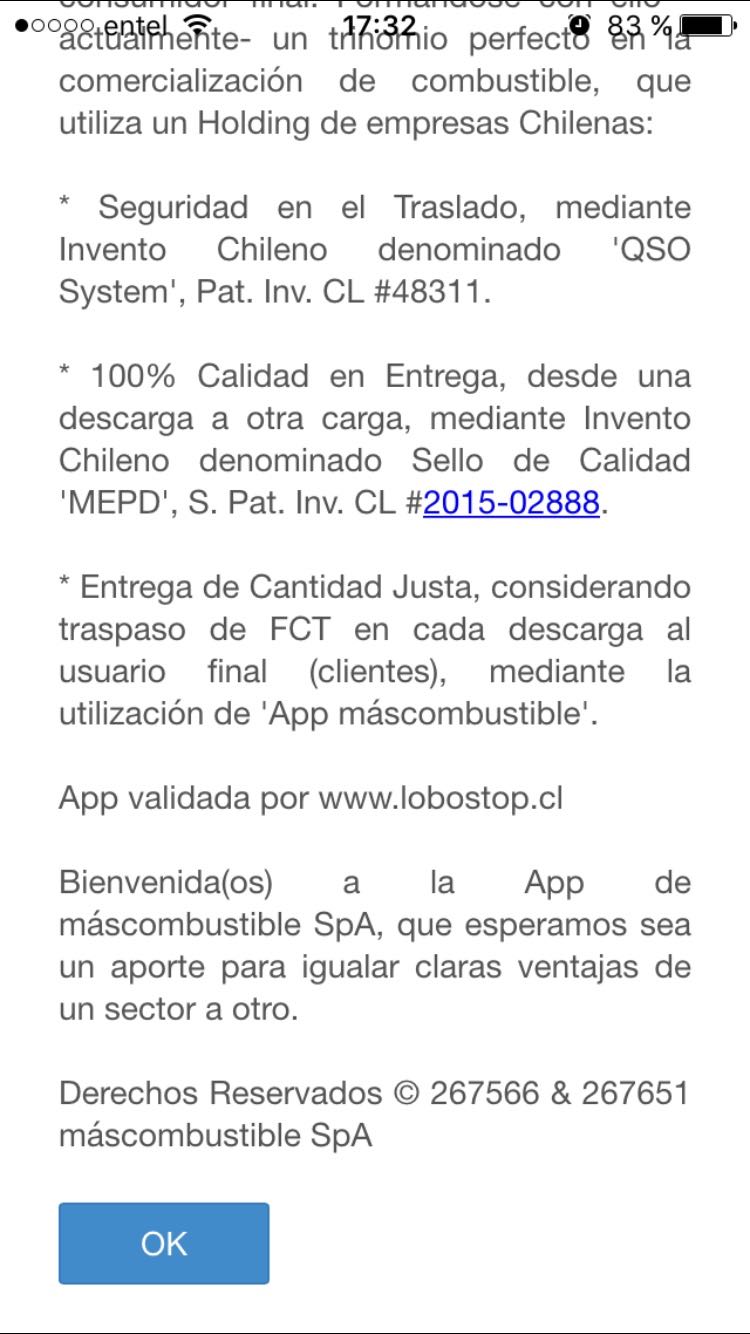 consumidor final. Formándose con ello
entel 17:32 83 %
actualmente- un trinomio perfecto en la
comercialización de combustible, que
utiliza un Holding de empresas Chilenas:
* Seguridad en el Traslado, mediante
Invento Chileno denominado 'QSO
System', Pat. Inv. CL #48311.
* 100% Calidad en Entrega, desde una
descarga a otra carga, mediante Invento
Chileno denominado Sello de Calidad
'MEPD', S. Pat. Inv. CL #2015-02888.
* Entrega de Cantidad Justa, considerando
traspaso de FCT en cada descarga al
usuario final (clientes), mediante la
utilización de 'App máscombustible'.
App validada por www.lobostop.cl
Bienvenida(os) a la App de
máscombustible SpA, que esperamos sea
un aporte para igualar claras ventajas de
un sector a otro.
Derechos Reservados © 267566 & 267651
máscombustible SpA
OK